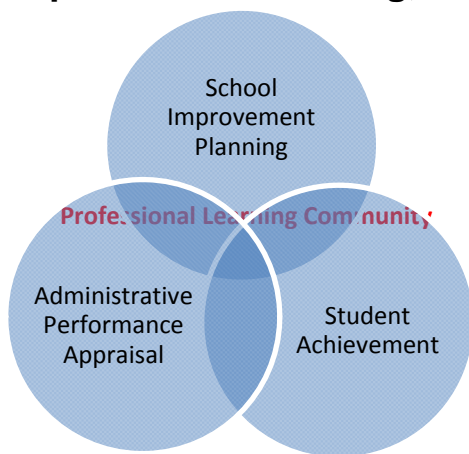 School
Improvement
Planning
Professional Learning Community
Administrative
Performance
Appraisal
Student
Achievement